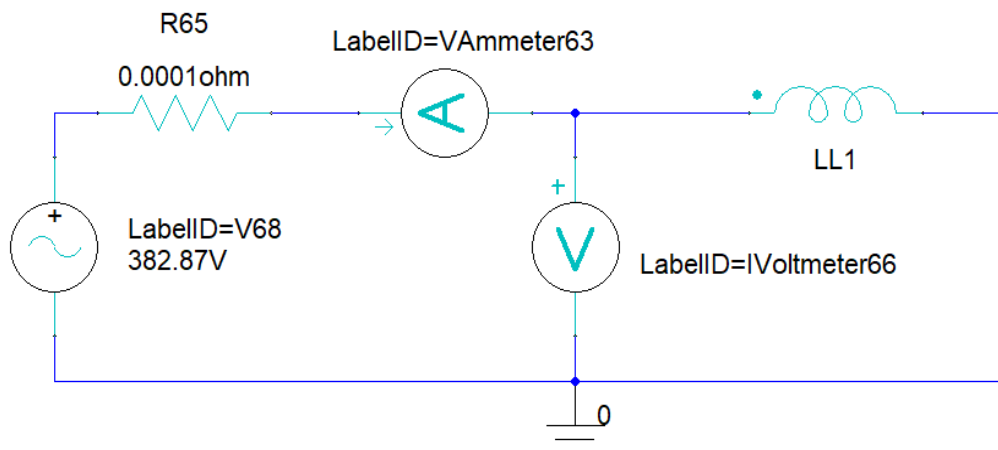 R65
0.0001ohm
LabelID=VAmmeter63
A
LL1
+
LabelID=V68
382.87V
+
V
LabelID=IVoltmeter66
0